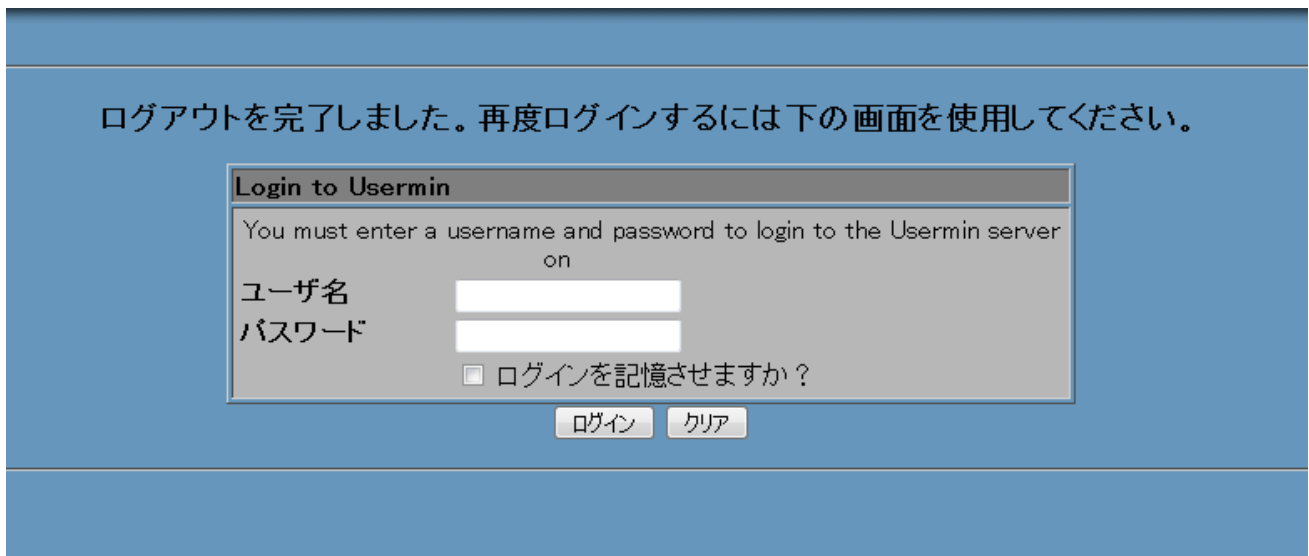 ログアウトを完了しました。再度ログインするには下の画面を使用してください。
Login to Usermin
You must enter a username and password to login to the Usermin server
on
ユーザ名
パスワード
ログインを記憶させますか？
ログイン クリア